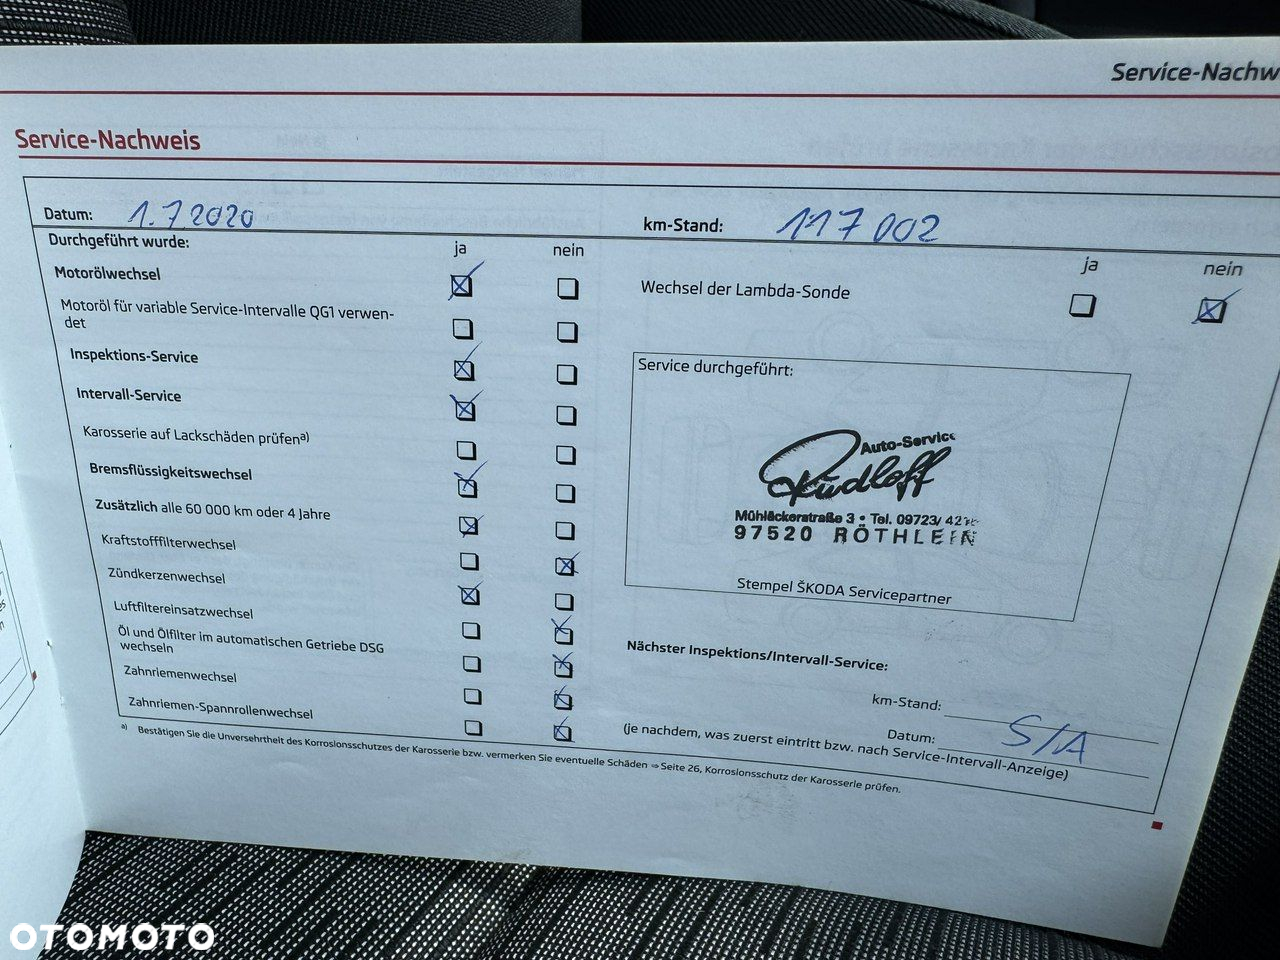 Service-Nachw
Service-Nachweis
Datum: 1.7 2020 km-Stand: 117 002
Durchgeführt wurde: ja nein
ja nein
Motorölwechsel
Wechsel der Lambda-Sonde
Motoröl für variable Service-Intervalle QG1 verwen-
det
Inspektions-Service
Intervall-Service
Karosserie auf Lackschäden prüfena)
Bremsflüssigkeitswechsel
Zusätzlich alle 60 000 km oder 4 Jahre
Kraftstofffilterwechsel
Zündkerzenwechsel
Luftfiltereinsatzwechsel
Öl und Ölfilter im automatischen Getriebe DSG
wechseln
Zahnriemenwechsel
Zahnriemen-Spannrollenwechsel
Service durchgeführt:
Auto-Service
Rudloff
Mühläckerstraße 3 • Tel. 09723/
97520 RÖTHLEIN
Stempel ŠKODA Servicepartner
Nächster Inspektions/Intervall-Service:
km-Stand:
Datum: S/A
(je nachdem, was zuerst eintritt bzw. nach Service-Intervall-Anzeige)
a) Bestätigen Sie die Unversehrtheit des Korrosionsschutzes der Karosserie bzw. vermerken Sie eventuelle Schäden ⇒ Seite 26, Korrosionsschutz der Karosserie prüfen.
OTOMOTO